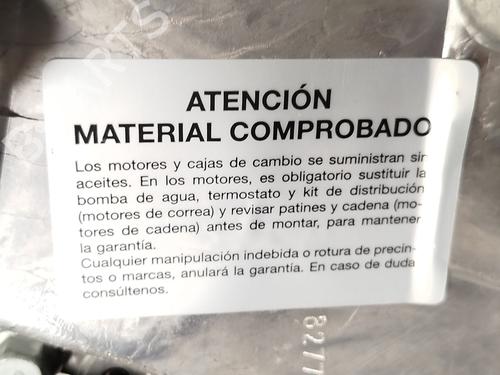 ATENCIÓN
MATERIAL COMPROBADO
Los motores y cajas de cambio se suministran sin
aceites. En los motores, es obligatorio sustituir la
bomba de agua, termostato y kit de distribución
(motores de correa) y revisar patines y cadena (mo-
tores de cadena) antes de montar, para mantener
la garantía.
Cualquier manipulación indebida o rotura de precin-
tos o marcas, anulará la garantía. En caso de duda
consúltenos.